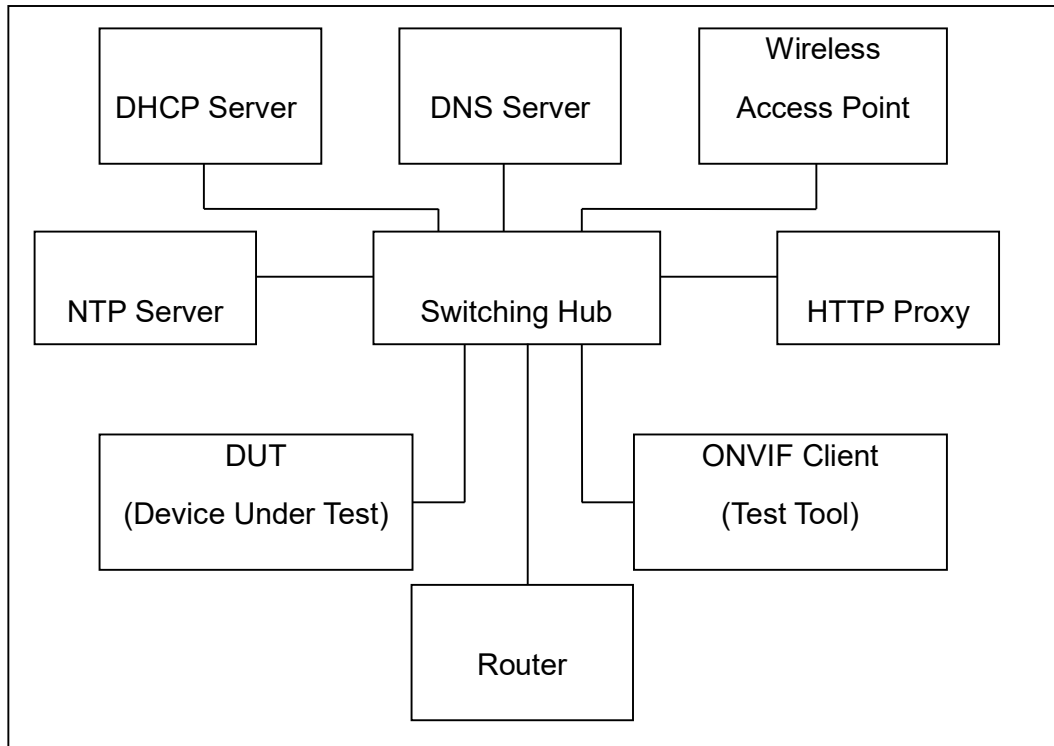 DHCP Server
DNS Server
Wireless
Access Point
NTP Server
Switching Hub
HTTP Proxy
DUT
(Device Under Test)
ONVIF Client
(Test Tool)
Router